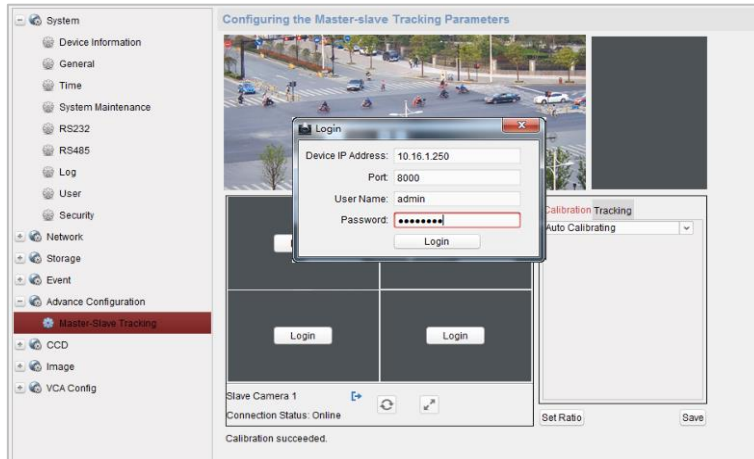 System
Device Information
General
Time
System Maintenance
RS232
RS485
Log
User
Security
Network
Storage
Event
Advance Configuration
Master-Slave Tracking
CCD
Image
VCA Config
Configuring the Master-slave Tracking Parameters
Login
Device IP Address: 10.16.1.250
Port: 8000
User Name: admin
Password: ••••••••
Login
Calibration Tracking
Auto Calibrating
Login
Login
Slave Camera 1
Connection Status: Online
Set Ratio
Save
Calibration succeeded.